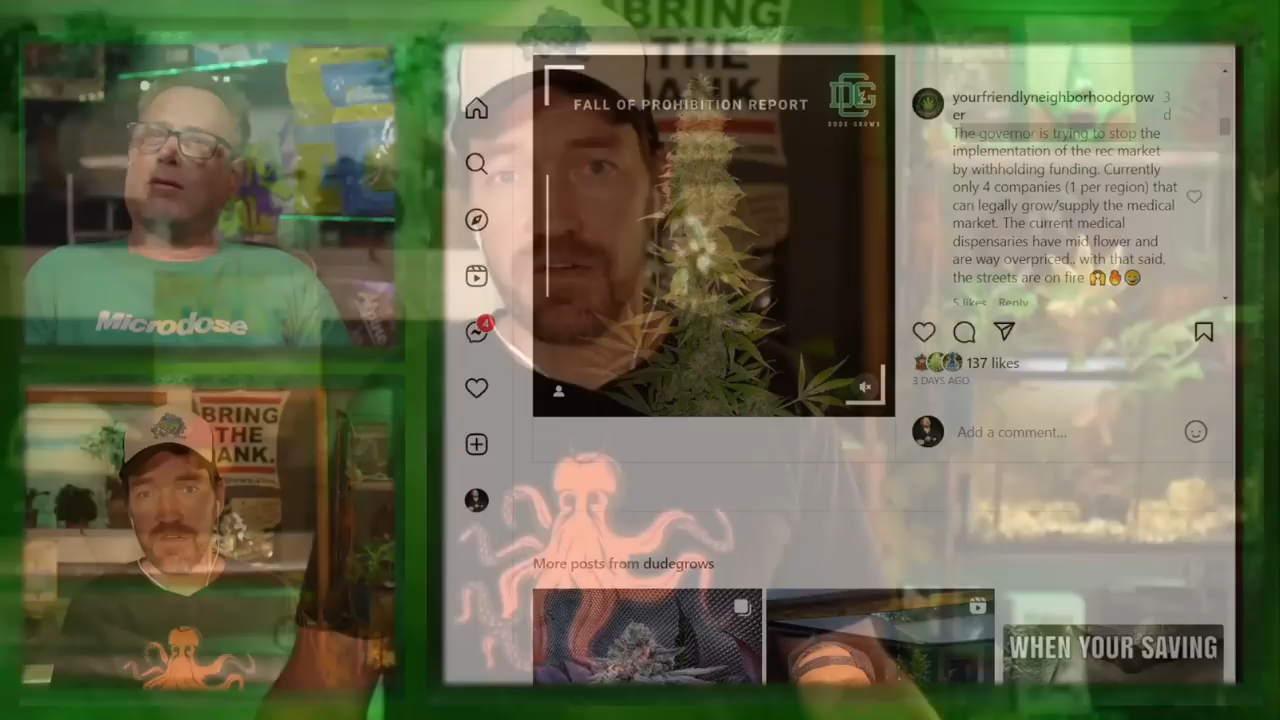 Microdose
BRING
THE
ANK.
BRING
THE
ANK
FALL OF PROHIBITION REPORT
DUDE GROWS
4
yourfriendlyneighborhoodgrow 3
er d
The governor is trying to stop the
implementation of the rec market
by withholding funding. Currently
only 4 companies (1 per region) that
can legally grow/supply the medical
market. The current medical
dispensaries have mid flower and
are way overpriced.. with that said,
the streets are on fire 🙌🔥😅
5 likes Reply
137 likes
3 DAYS AGO
Add a comment...
More posts from dudegrows
WHEN YOUR SAVING